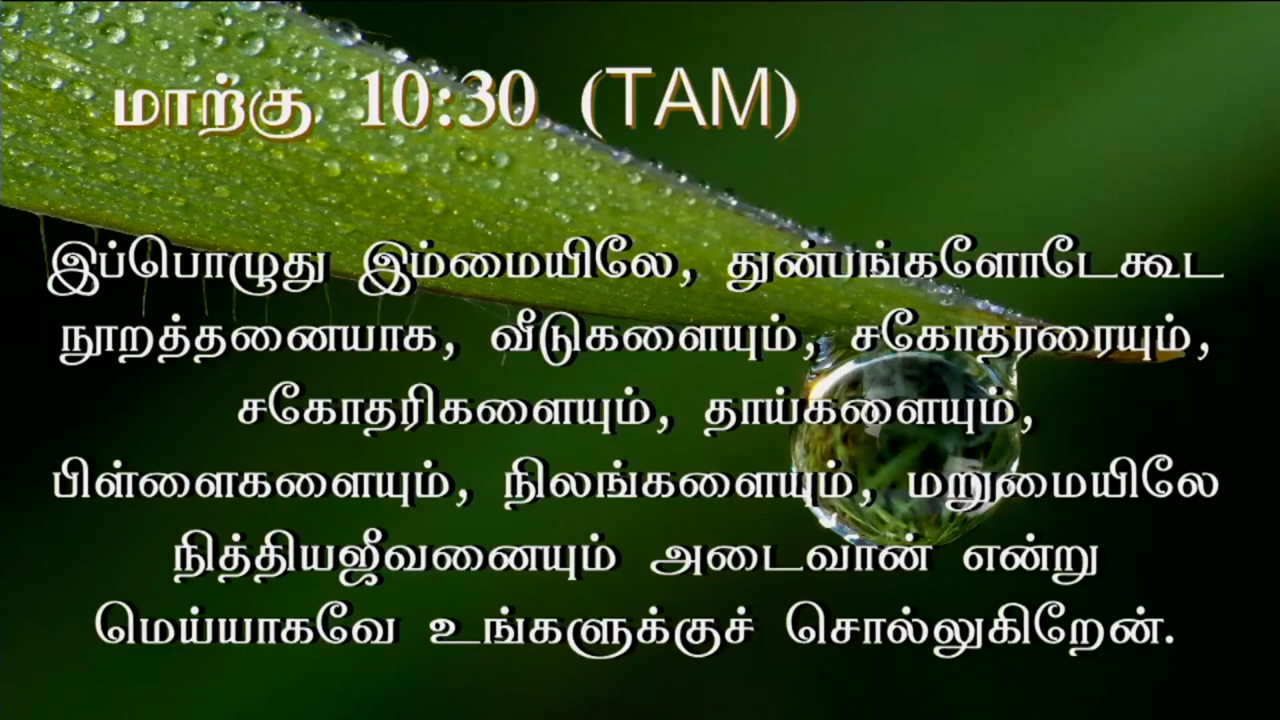 மாற்கு 10:30 (TAM)
இப்பொழுது இம்மையிலே, துன்பங்களோடேகூட
நூறத்தனையாக, வீடுகளையும், சகோதரரையும்,
சகோதரிகளையும், தாய்களையும்,
பிள்ளைகளையும், நிலங்களையும், மறுமையிலே
நித்தியஜீவனையும் அடைவான் என்று
மெய்யாகவே உங்களுக்குச் சொல்லுகிறேன்.